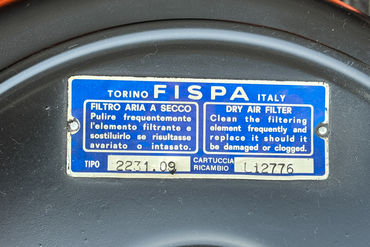 TORINO FISPA ITALY
FILTRO ARIA A SECCO
Pulire frequentemente
l'elemento filtrante e
sostituirlo se risultasse
avariato o intasato.
DRY AIR FILTER
Clean the filtering
element frequently and
replace it should it
be damaged or clogged.
TIPO 2231.09 CARTUCCIA
RICAMBIO Li2776